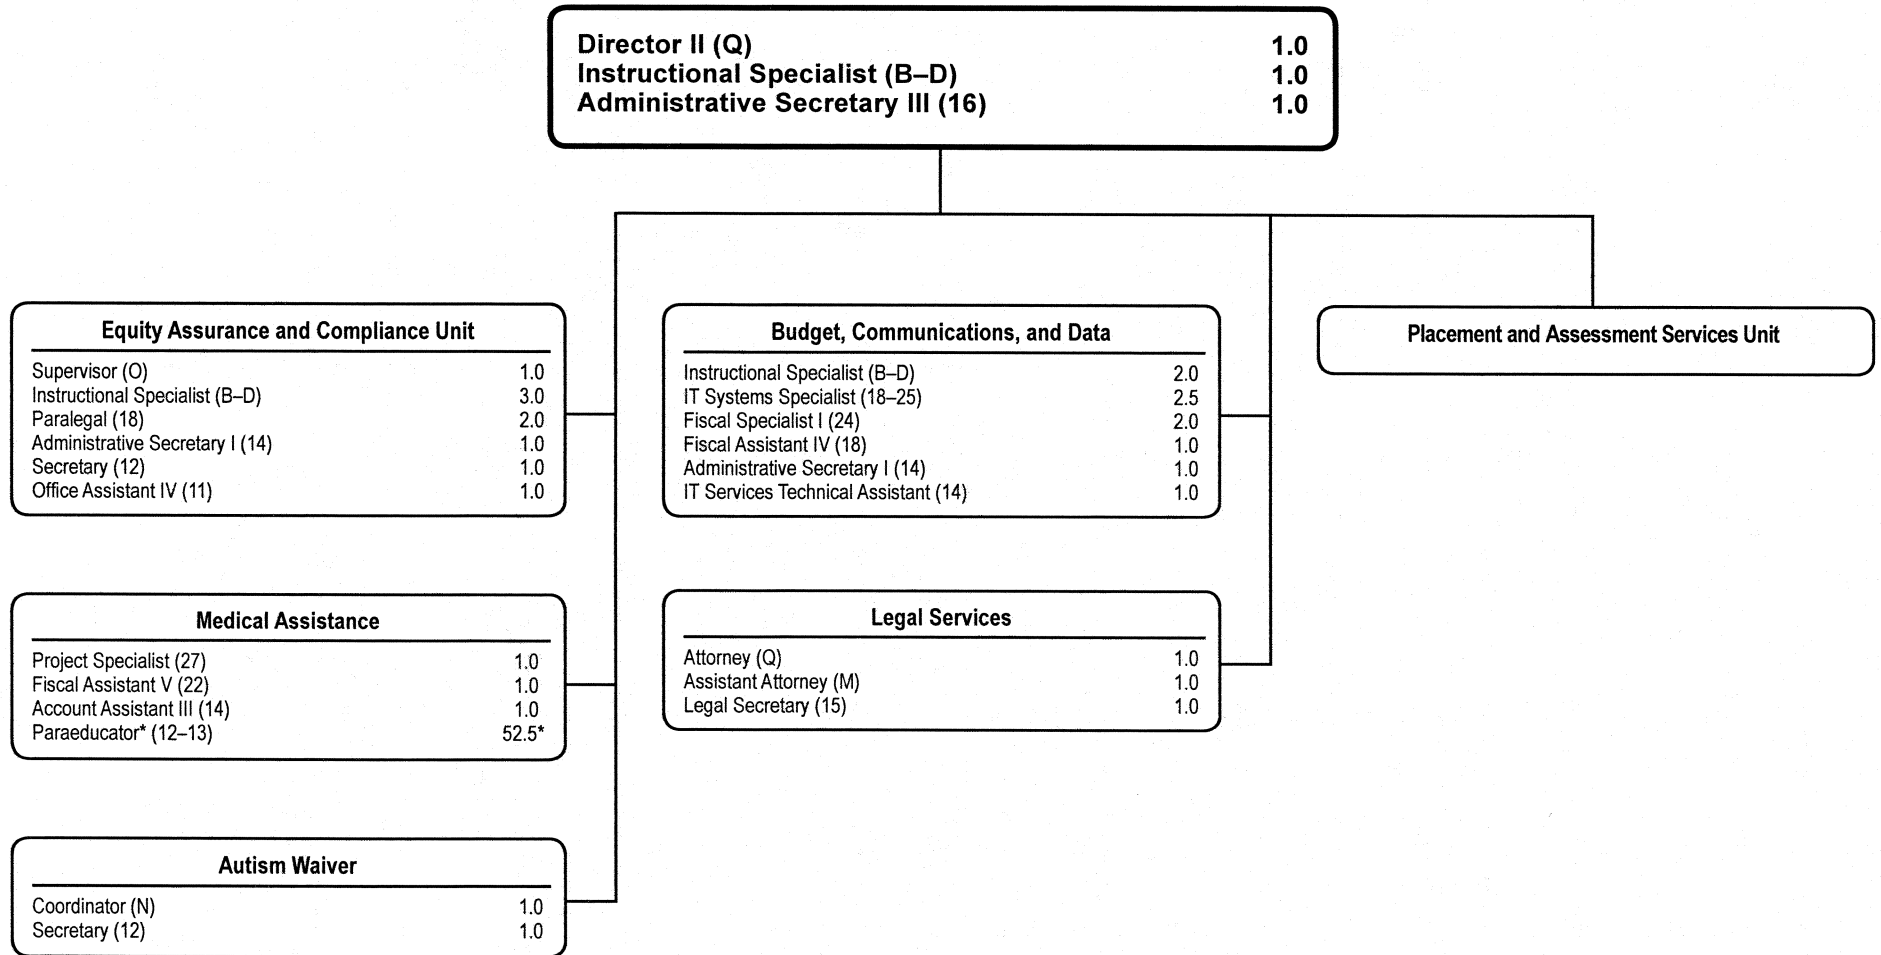 Director II (Q) 1.0
Instructional Specialist (B–D) 1.0
Administrative Secretary III (16) 1.0
Equity Assurance and Compliance Unit
Supervisor (O) 1.0
Instructional Specialist (B–D) 3.0
Paralegal (18) 2.0
Administrative Secretary I (14) 1.0
Secretary (12) 1.0
Office Assistant IV (11) 1.0
Budget, Communications, and Data
Instructional Specialist (B–D) 2.0
IT Systems Specialist (18–25) 2.5
Fiscal Specialist I (24) 2.0
Fiscal Assistant IV (18) 1.0
Administrative Secretary I (14) 1.0
IT Services Technical Assistant (14) 1.0
Placement and Assessment Services Unit
Medical Assistance
Project Specialist (27) 1.0
Fiscal Assistant V (22) 1.0
Account Assistant III (14) 1.0
Paraeducator* (12–13) 52.5*
Legal Services
Attorney (Q) 1.0
Assistant Attorney (M) 1.0
Legal Secretary (15) 1.0
Autism Waiver
Coordinator (N) 1.0
Secretary (12) 1.0